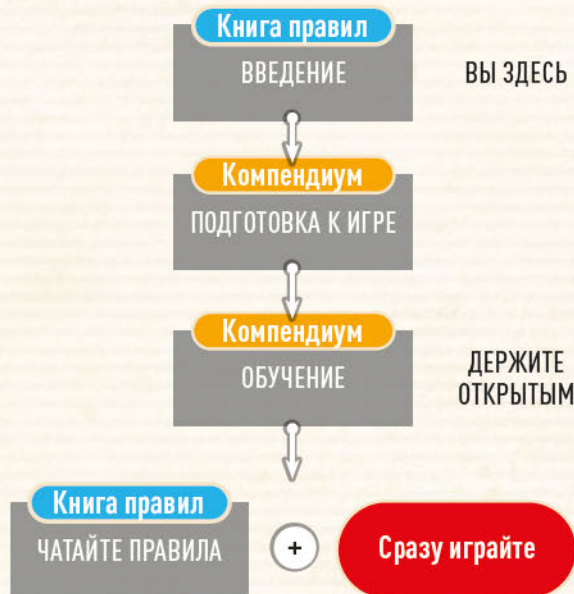 Книга правил
ВВЕДЕНИЕ
ВЫ ЗДЕСЬ
Компендиум
ПОДГОТОВКА К ИГРЕ
Компендиум
ОБУЧЕНИЕ
ДЕРЖИТЕ
ОТКРЫТЫМ
Книга правил
ЧАТАЙТЕ ПРАВИЛА
+
Сразу играйте